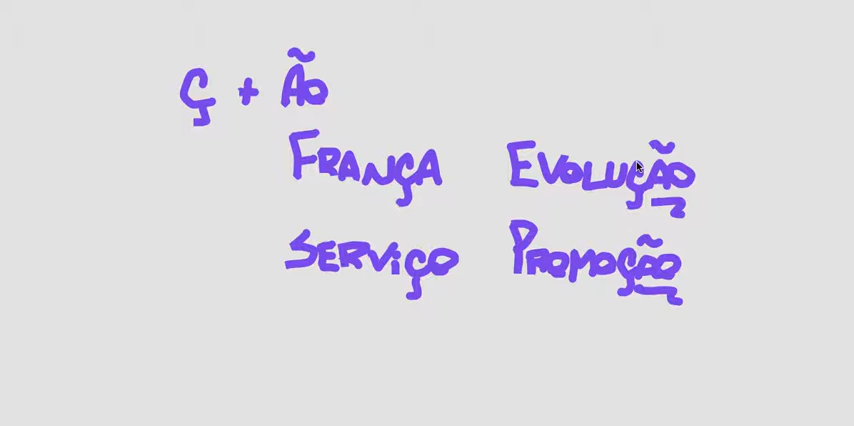 Ç + ÃO
FRANÇA EVOLUÇÃO
SERVIÇO PROMOÇÃO